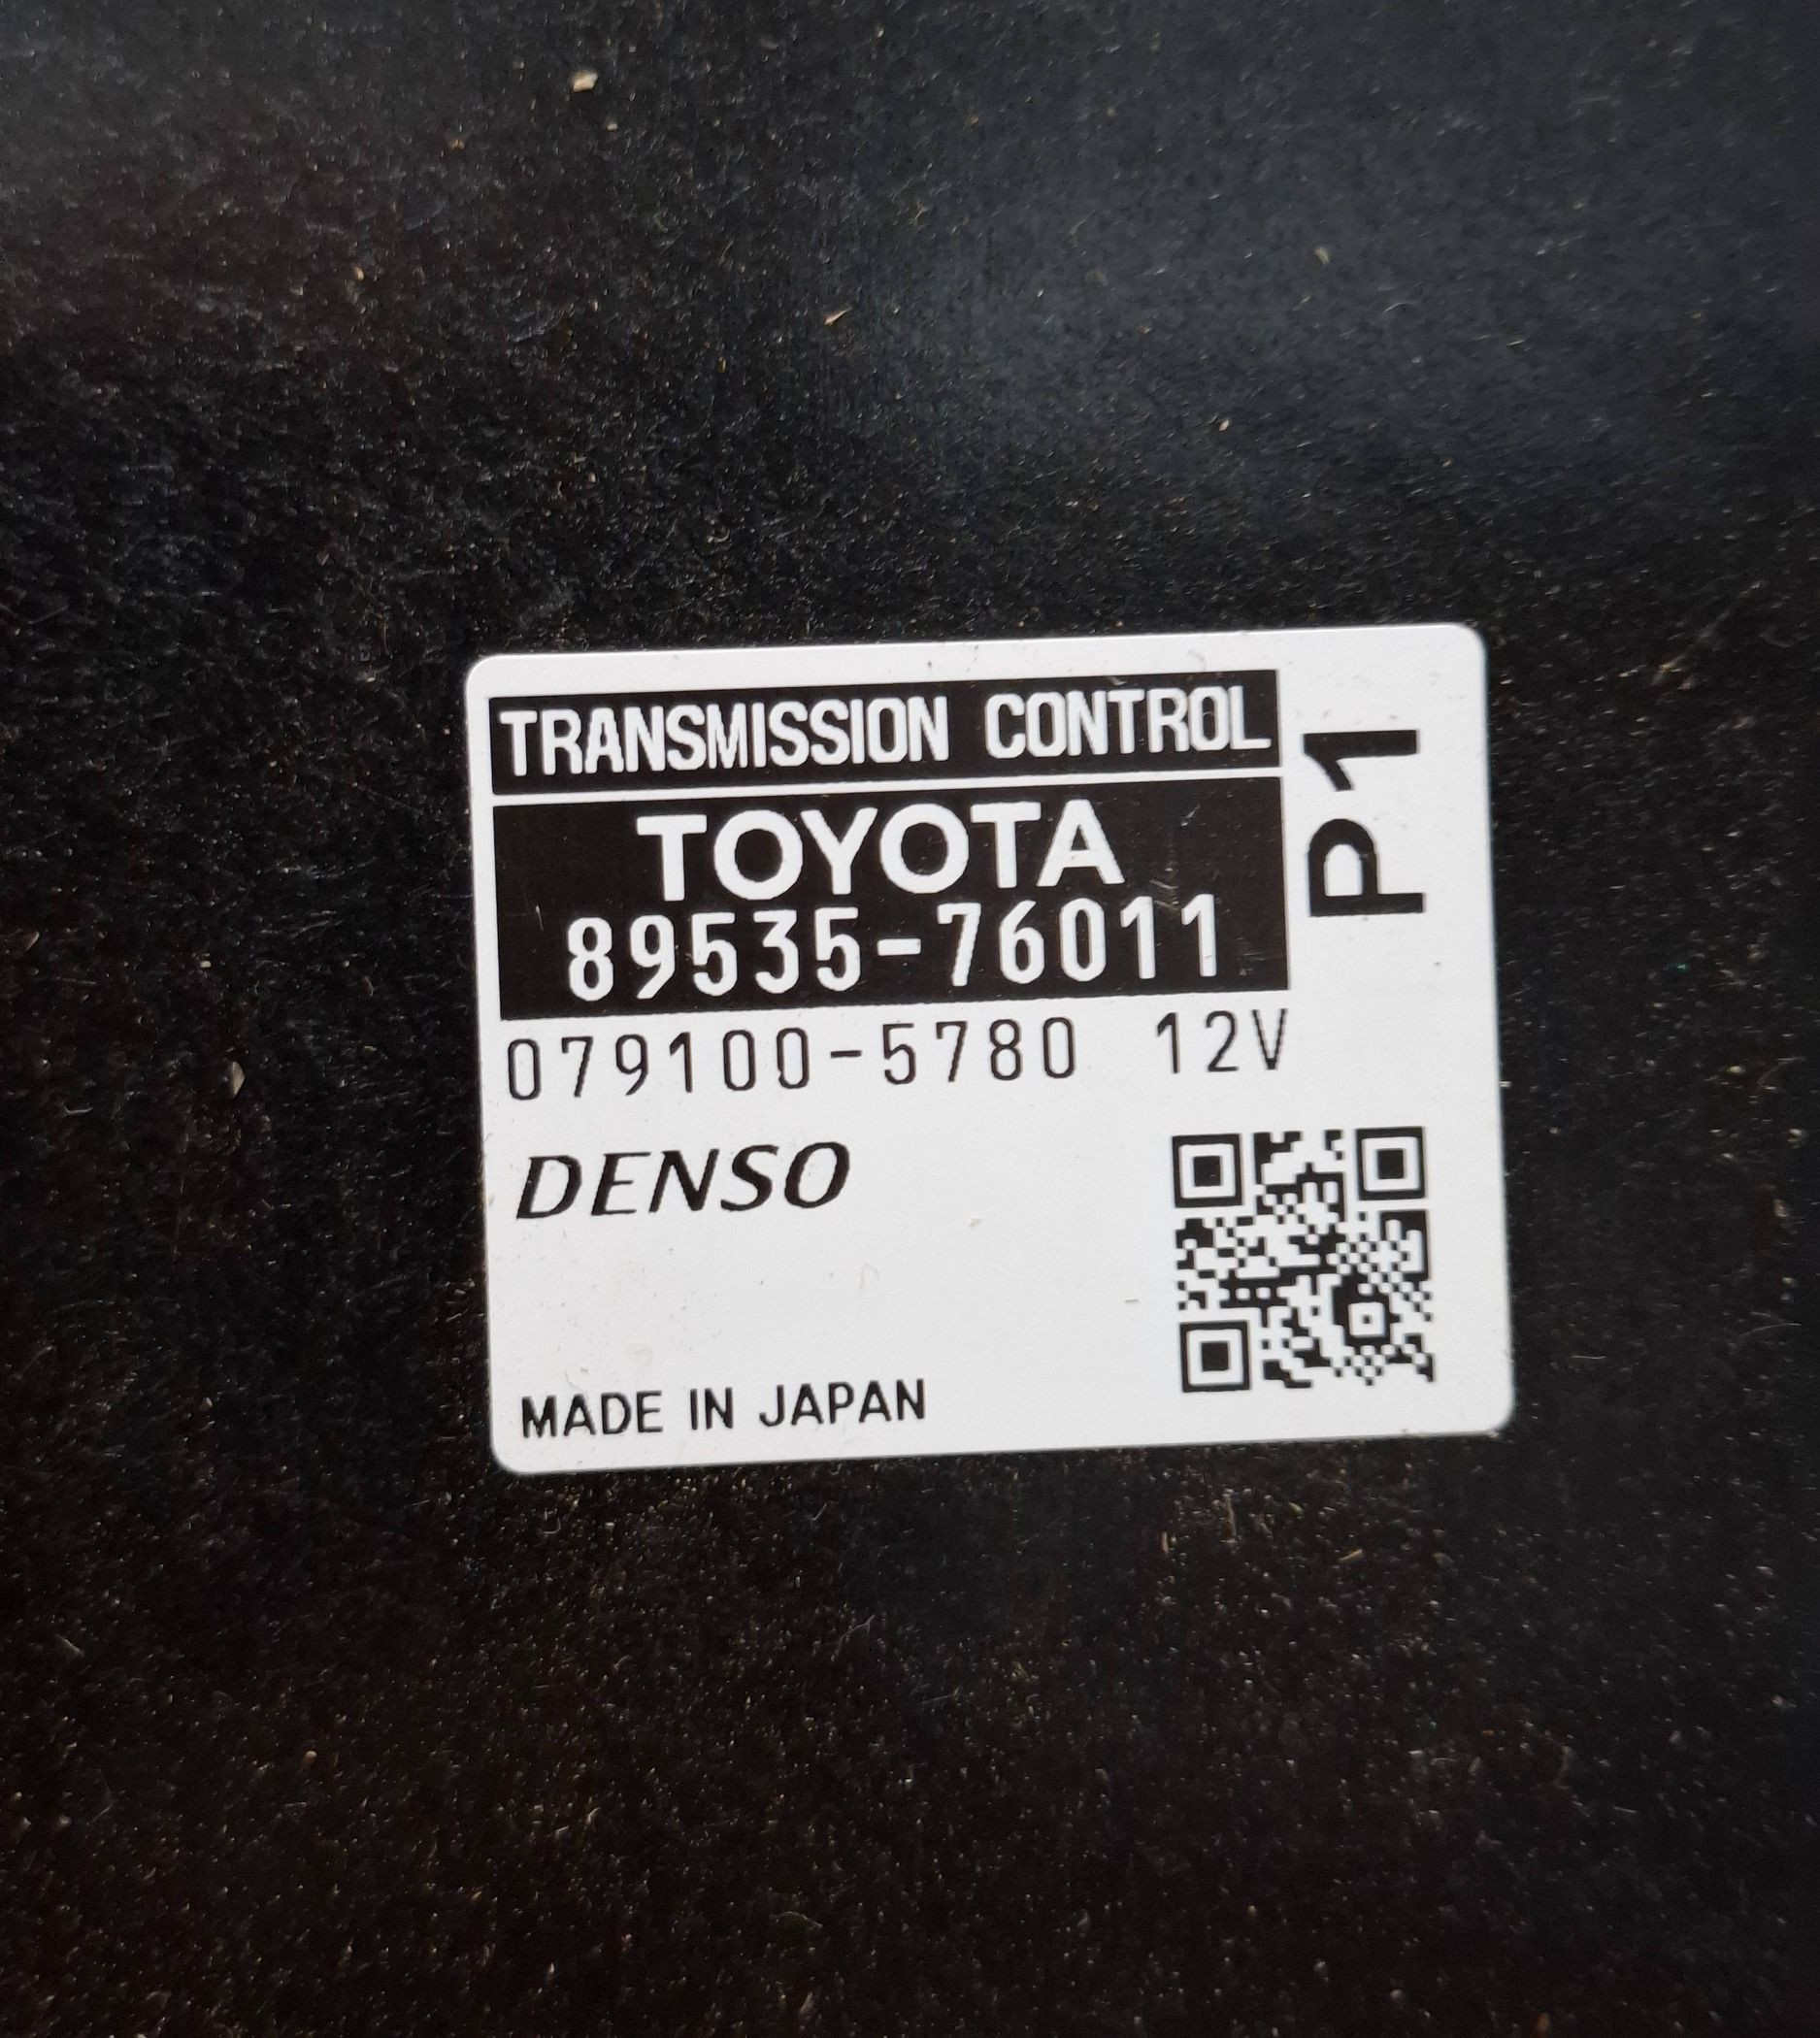 TRANSMISSION CONTROL
TOYOTA
89535-76011
P1
079100-5780 12V
DENSO
MADE IN JAPAN